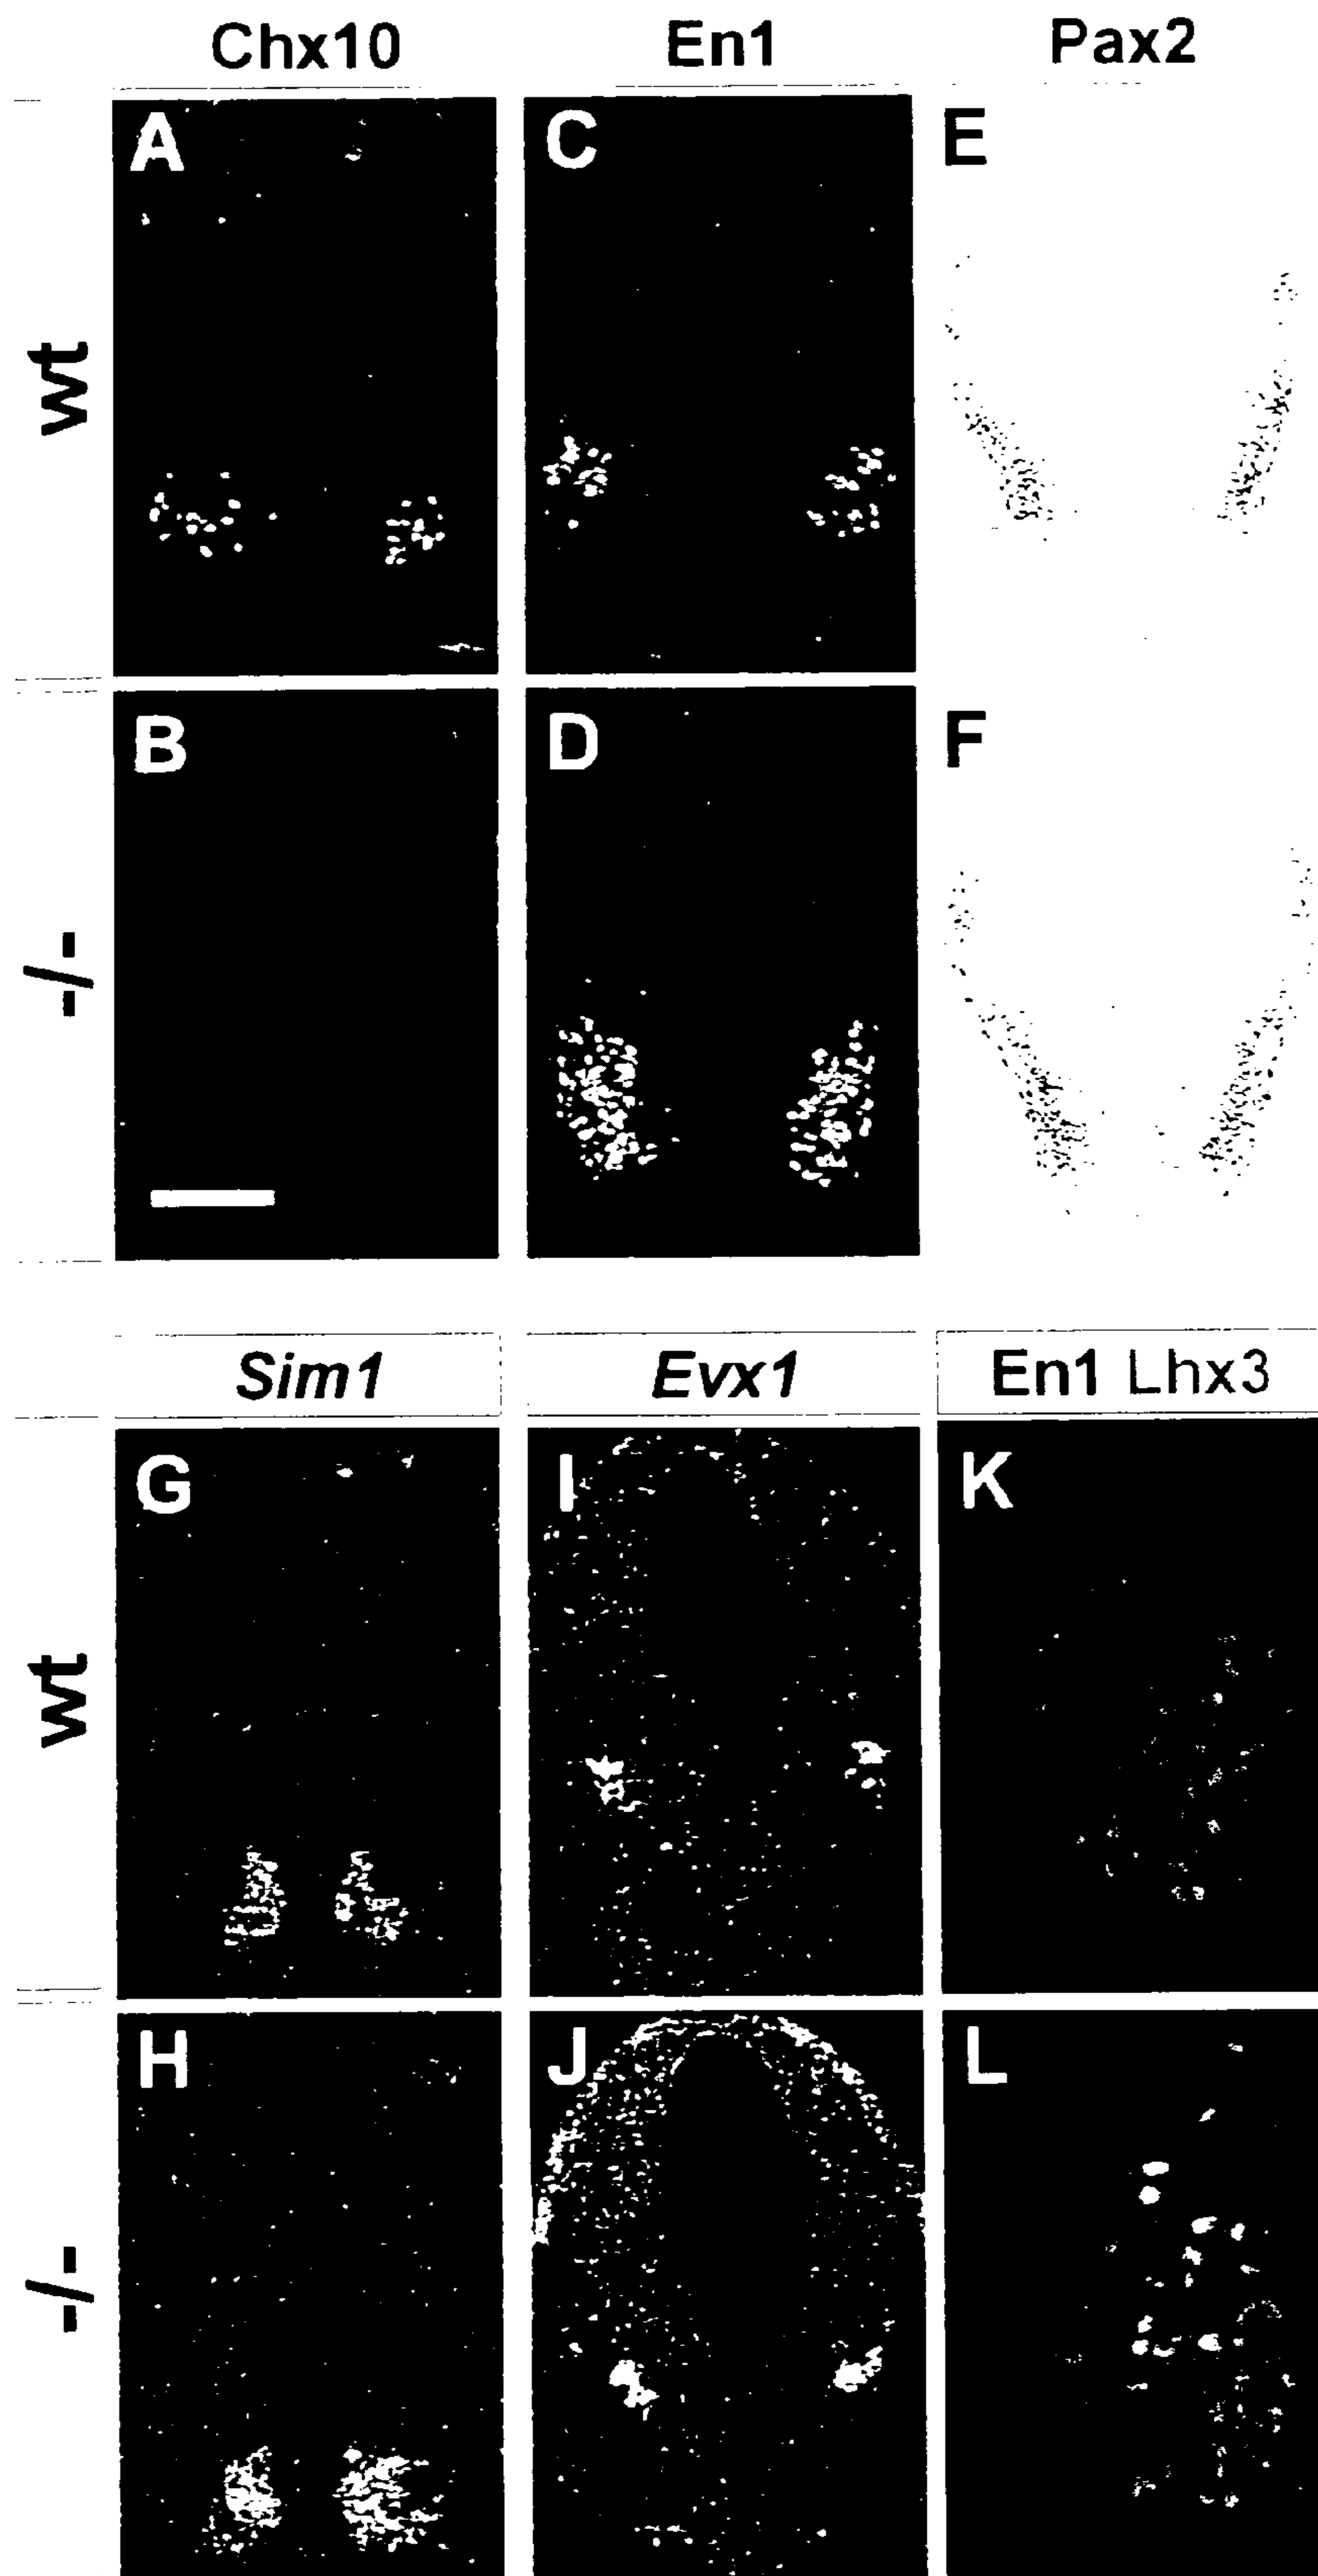 Chx10 En1 Pax2
A C E
wt
B D F
-/-
Sim1 Evx1 En1 Lhx3
G I K
wt
H J L
-/-